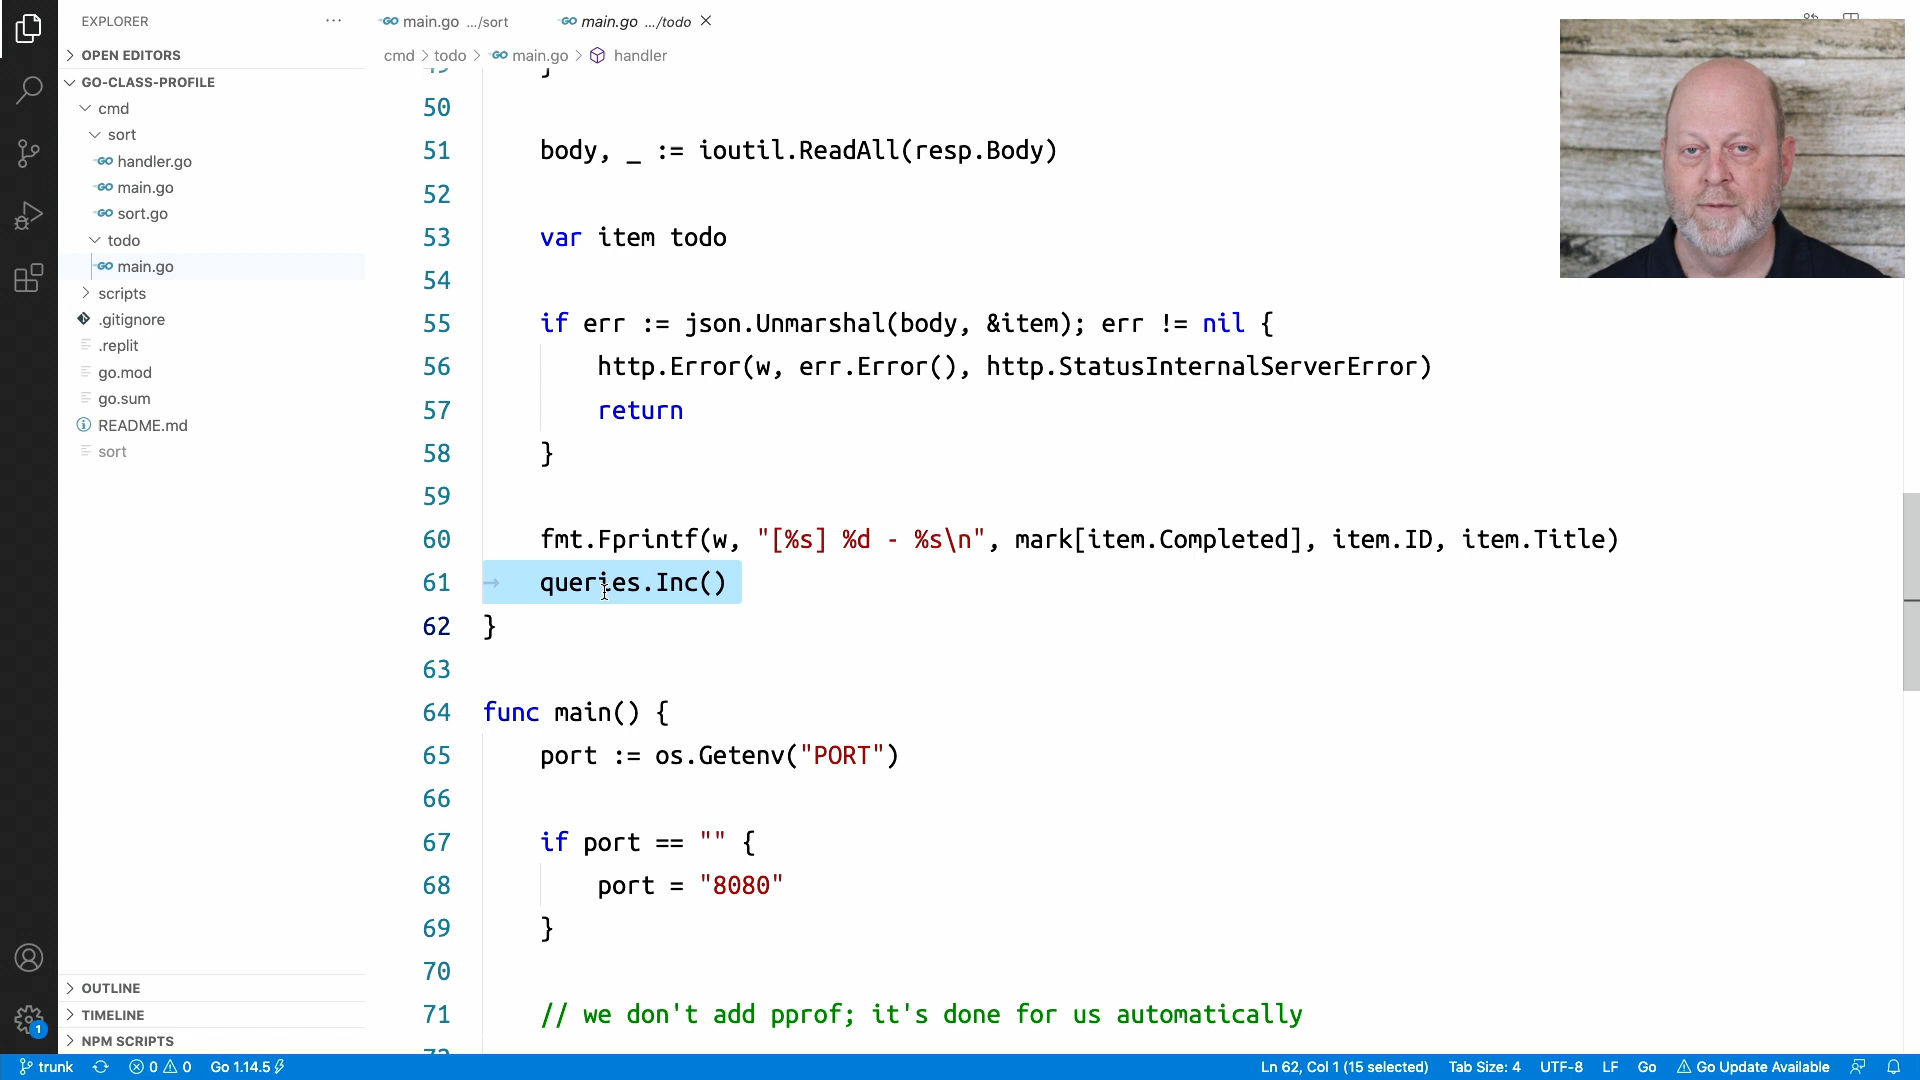 EXPLORER
main.go .../sort
main.go .../todo
OPEN EDITORS
cmd > todo > main.go > handler
GO-CLASS-PROFILE
cmd
sort
handler.go
main.go
sort.go
todo
main.go
scripts
.gitignore
.replit
go.mod
go.sum
README.md
sort
OUTLINE
TIMELINE
NPM SCRIPTS
1
49 }
50
51 body, _ := ioutil.ReadAll(resp.Body)
52
53 var item todo
54
55 if err := json.Unmarshal(body, &item); err != nil {
56 http.Error(w, err.Error(), http.StatusInternalServerError)
57 return
58 }
59
60 fmt.Fprintf(w, "[%s] %d - %s\n", mark[item.Completed], item.ID, item.Title)
61 queries.Inc()
62 }
63
64 func main() {
65 port := os.Getenv("PORT")
66
67 if port == "" {
68 port = "8080"
69 }
70
71 // we don't add pprof; it's done for us automatically
trunk 0 0 Go 1.14.5 Ln 62, Col 1 (15 selected) Tab Size: 4 UTF-8 LF Go Go Update Available